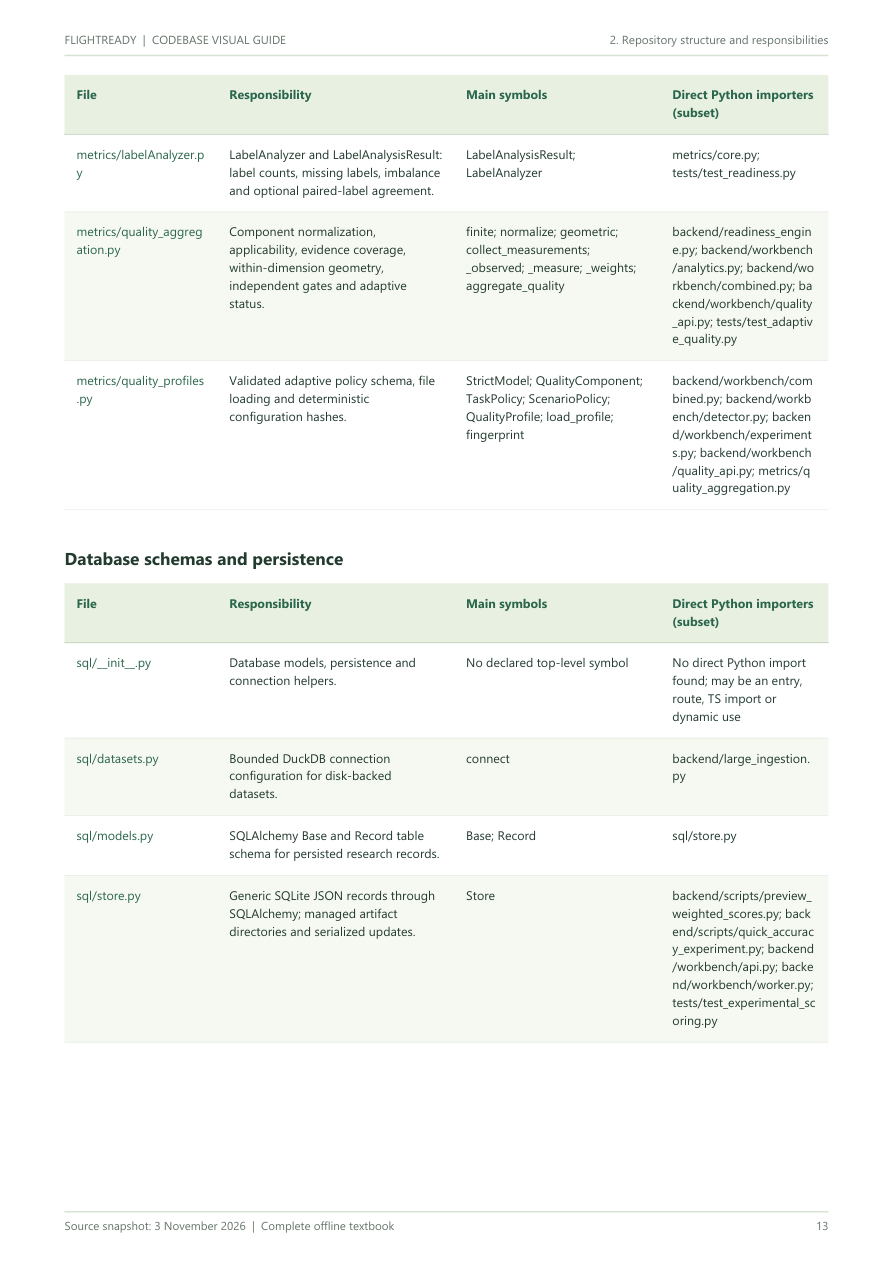 FLIGHTREADY | CODEBASE VISUAL GUIDE
2. Repository structure and responsibilities
File
Responsibility
Main symbols
Direct Python importers
(subset)
metrics/labelAnalyzer.p
y
LabelAnalyzer and LabelAnalysisResult:
label counts, missing labels, imbalance
and optional paired-label agreement.
LabelAnalysisResult;
LabelAnalyzer
metrics/core.py;
tests/test_readiness.py
metrics/quality_aggreg
ation.py
Component normalization,
applicability, evidence coverage,
within-dimension geometry,
independent gates and adaptive
status.
finite; normalize; geometric;
collect_measurements;
_observed; _measure; _weights;
aggregate_quality
backend/readiness_engin
e.py; backend/workbench
/analytics.py; backend/wo
rkbench/combined.py; ba
ckend/workbench/quality
_api.py; tests/test_adaptiv
e_quality.py
metrics/quality_profiles
.py
Validated adaptive policy schema, file
loading and deterministic
configuration hashes.
StrictModel; QualityComponent;
TaskPolicy; ScenarioPolicy;
QualityProfile; load_profile;
fingerprint
backend/workbench/com
bined.py; backend/workb
ench/detector.py; backen
d/workbench/experiment
s.py; backend/workbench
/quality_api.py; metrics/q
uality_aggregation.py
Database schemas and persistence
File
Responsibility
Main symbols
Direct Python importers
(subset)
sql/__init__.py
Database models, persistence and
connection helpers.
No declared top-level symbol
No direct Python import
found; may be an entry,
route, TS import or
dynamic use
sql/datasets.py
Bounded DuckDB connection
configuration for disk-backed
datasets.
connect
backend/large_ingestion.
py
sql/models.py
SQLAlchemy Base and Record table
schema for persisted research records.
Base; Record
sql/store.py
sql/store.py
Generic SQLite JSON records through
SQLAlchemy; managed artifact
directories and serialized updates.
Store
backend/scripts/preview_
weighted_scores.py; back
end/scripts/quick_accurac
y_experiment.py; backend
/workbench/api.py; backe
nd/workbench/worker.py;
tests/test_experimental_sc
oring.py
Source snapshot: 3 November 2026 | Complete offline textbook
13